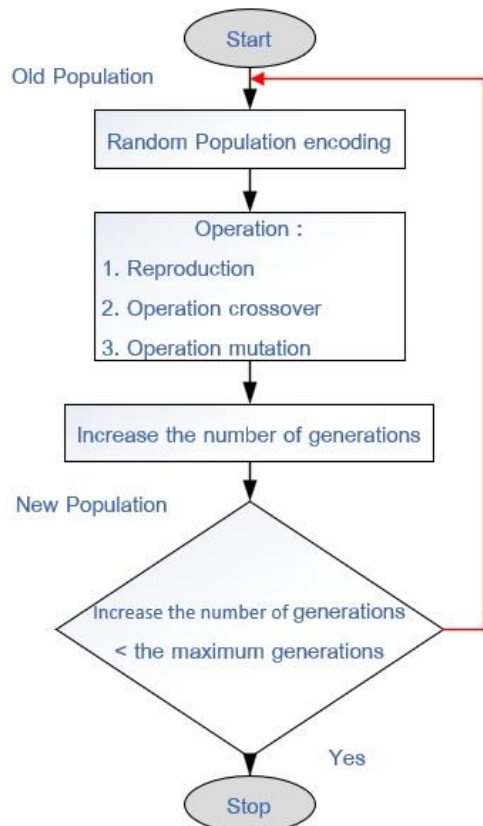 Start
Old Population
Random Population encoding
Operation :
1. Reproduction
2. Operation crossover
3. Operation mutation
Increase the number of generations
New Population
Increase the number of generations
< the maximum generations
Yes
Stop